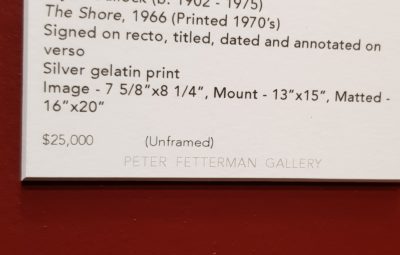 (b. 1902 - 1975)
The Shore, 1966 (Printed 1970's)
Signed on recto, titled, dated and annotated on
verso
Silver gelatin print
Image - 7 5/8"x8 1/4", Mount - 13"x15", Matted -
16"x20"
$25,000 (Unframed)
PETER FETTERMAN GALLERY